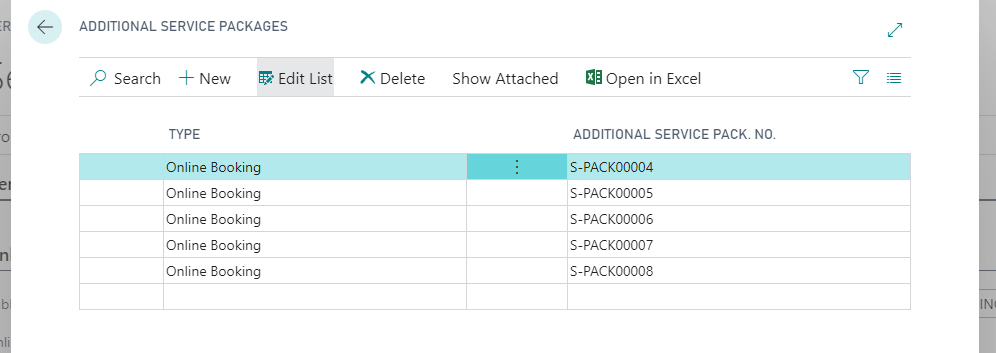 ADDITIONAL SERVICE PACKAGES
Search New Edit List Delete Show Attached Open in Excel
TYPE ADDITIONAL SERVICE PACK. NO.
Online Booking S-PACK00004
Online Booking S-PACK00005
Online Booking S-PACK00006
Online Booking S-PACK00007
Online Booking S-PACK00008